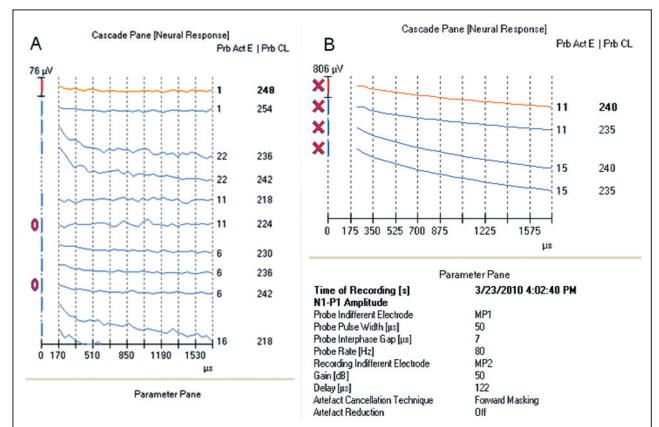 A
Cascade Pane [Neural Response]
Prb Act E | Prb CL
76 µV
1 248
1 254
22 236
22 242
11 218
11 224
6 230
6 236
6 242
16 218
0 170 510 850 1190 1530
µs
Parameter Pane
B
Cascade Pane [Neural Response]
Prb Act E | Prb CL
806 µV
11 240
11 235
15 240
15 235
0 175 350 525 700 875 1225 1575
µs
Parameter Pane
Time of Recording [s] 3/23/2010 4:02:40 PM
N1-P1 Amplitude
Probe Indifferent Electrode MP1
Probe Pulse Width [µs] 50
Probe Interphase Gap [µs] 7
Probe Rate [Hz] 80
Recording Indifferent Electrode MP2
Gain [dB] 50
Delay [µs] 122
Artefact Cancellation Technique Forward Masking
Artefact Reduction Off